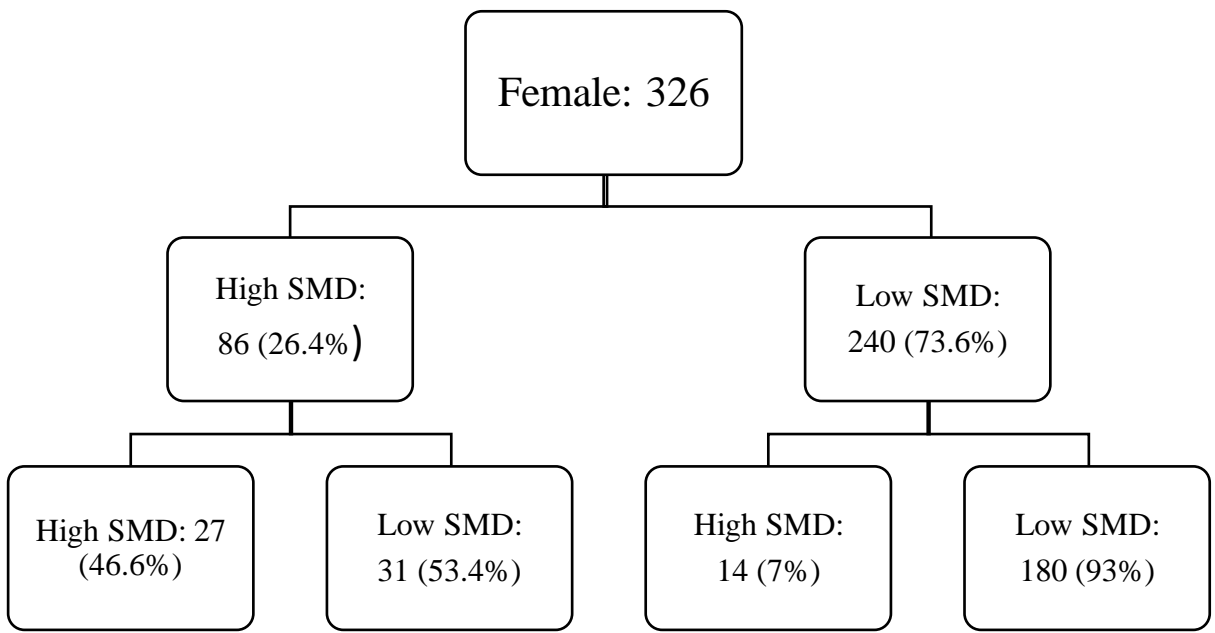 Female: 326
High SMD:
86 (26.4%)
Low SMD:
240 (73.6%)
High SMD: 27
(46.6%)
Low SMD:
31 (53.4%)
High SMD:
14 (7%)
Low SMD:
180 (93%)